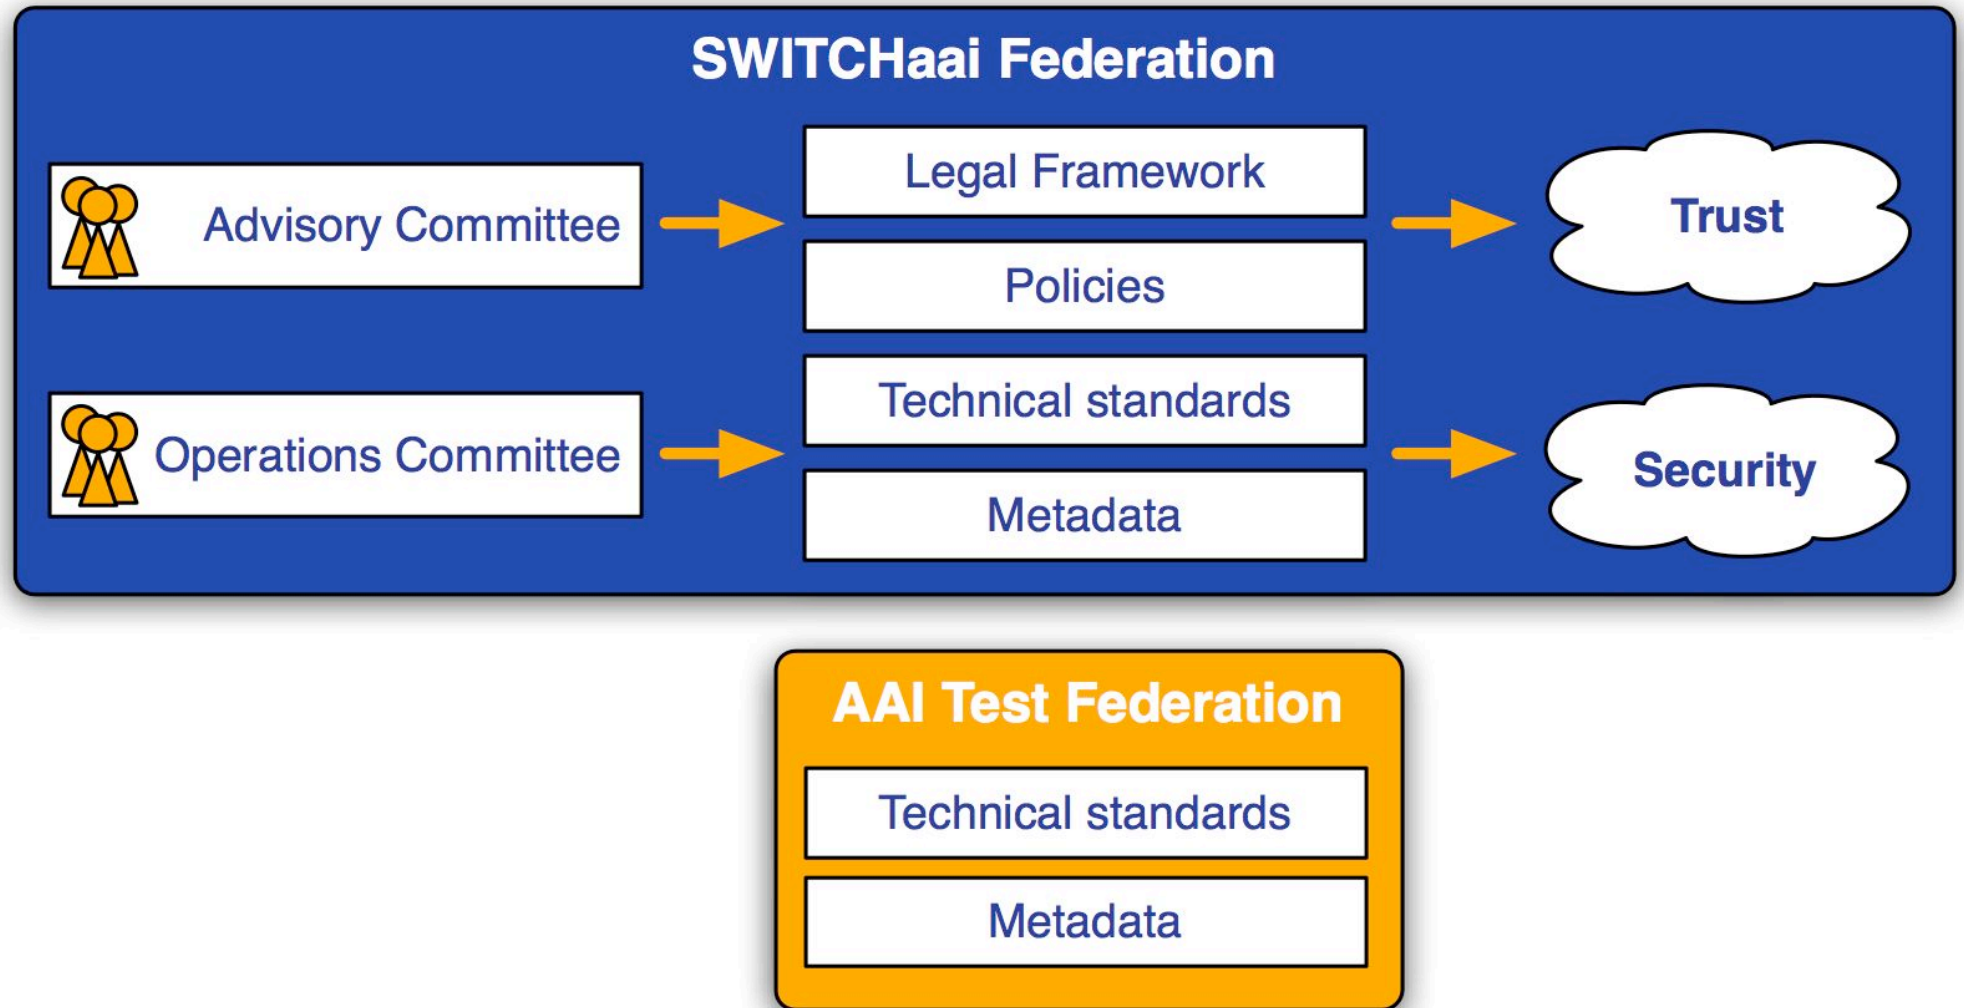 SWITCHaai Federation
Advisory Committee
Legal Framework
Policies
Trust
Operations Committee
Technical standards
Metadata
Security
AAI Test Federation
Technical standards
Metadata